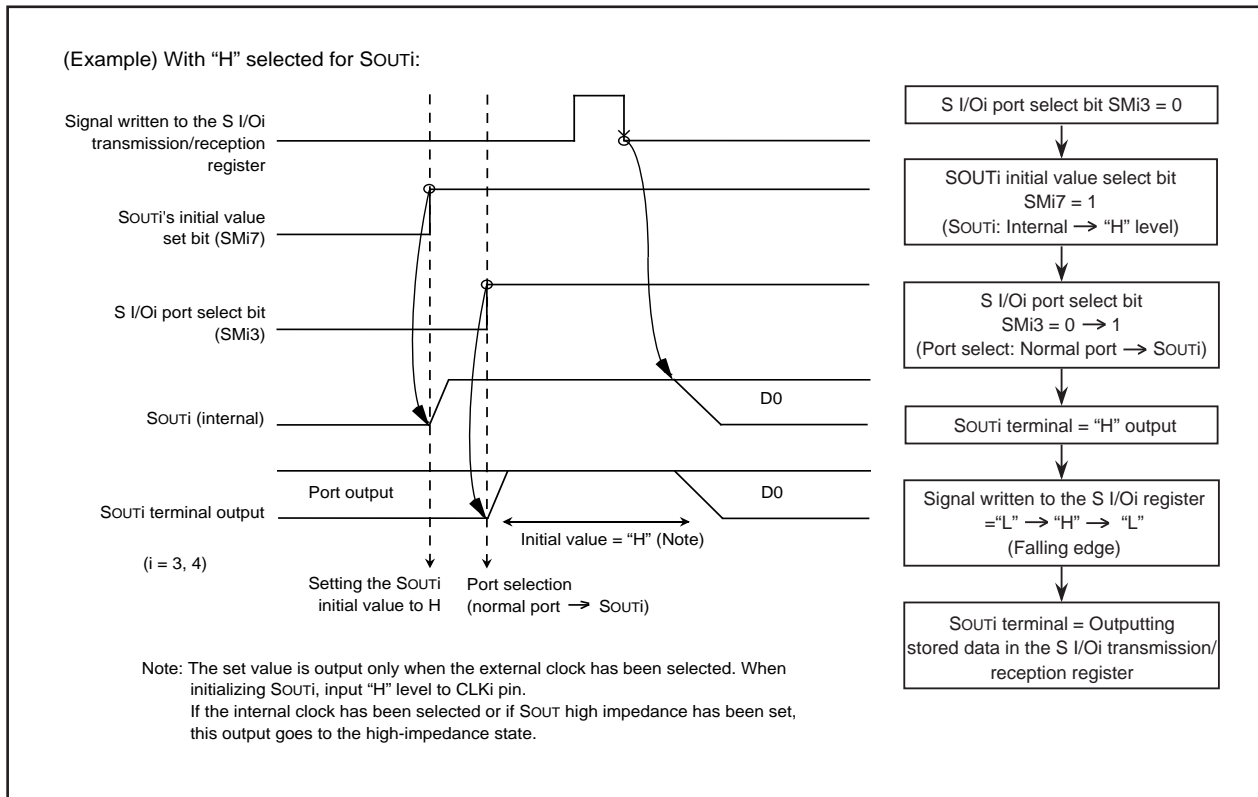 (Example) With “H” selected for SOUTi:
Signal written to the S I/Oi
transmission/reception
register
SOUTi's initial value
set bit (SMi7)
S I/Oi port select bit
(SMi3)
SOUTi (internal)
D0
Port output
D0
SOUTi terminal output
Initial value = “H” (Note)
(i = 3, 4)
Setting the SOUTi
initial value to H
Port selection
(normal port → SOUTi)
Note: The set value is output only when the external clock has been selected. When
initializing SOUTi, input “H” level to CLKi pin.
If the internal clock has been selected or if SOUT high impedance has been set,
this output goes to the high-impedance state.
S I/Oi port select bit SMi3 = 0
SOUTi initial value select bit
SMi7 = 1
(SOUTi: Internal → “H” level)
S I/Oi port select bit
SMi3 = 0 → 1
(Port select: Normal port → SOUTi)
SOUTi terminal = “H” output
Signal written to the S I/Oi register
=“L” → “H” → “L”
(Falling edge)
SOUTi terminal = Outputting
stored data in the S I/Oi transmission/
reception register